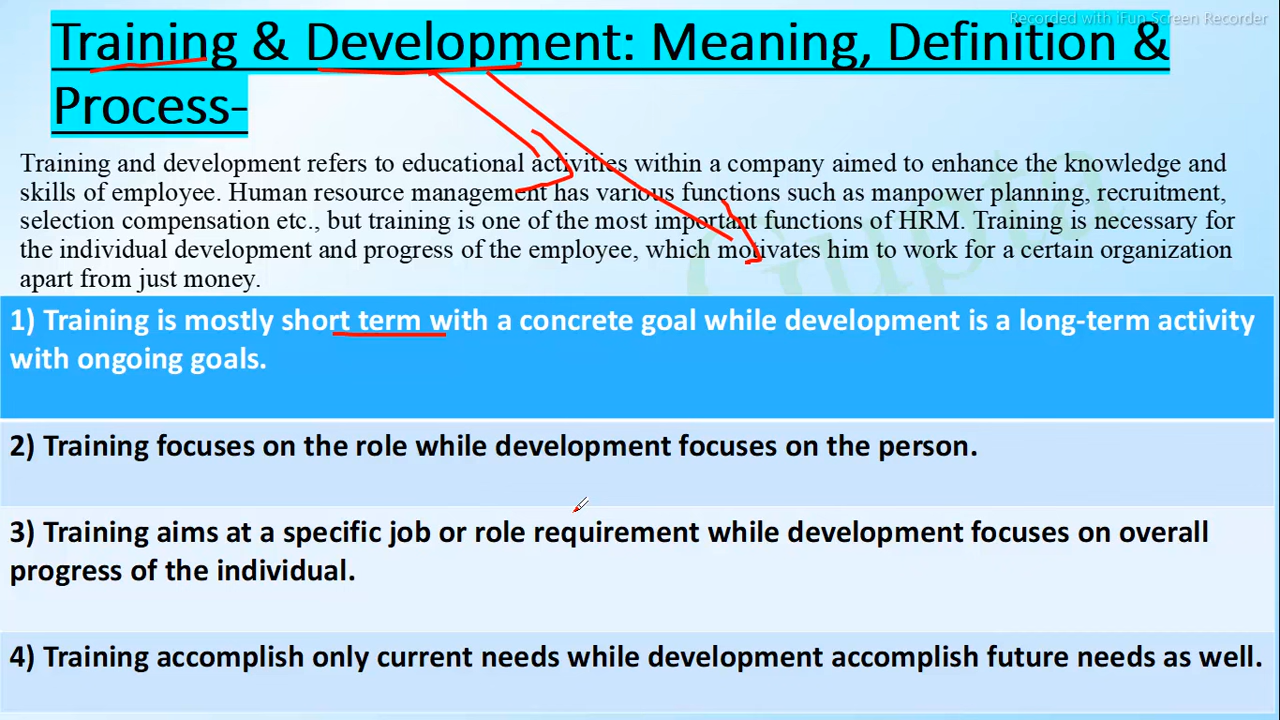 Recorded with iFun Screen Recorder
Training & Development: Meaning, Definition &
Process-
Training and development refers to educational activities within a company aimed to enhance the knowledge and
skills of employee. Human resource management has various functions such as manpower planning, recruitment,
selection compensation etc., but training is one of the most important functions of HRM. Training is necessary for
the individual development and progress of the employee, which motivates him to work for a certain organization
apart from just money.
1) Training is mostly short term with a concrete goal while development is a long-term activity
with ongoing goals.
2) Training focuses on the role while development focuses on the person.
3) Training aims at a specific job or role requirement while development focuses on overall
progress of the individual.
4) Training accomplish only current needs while development accomplish future needs as well.